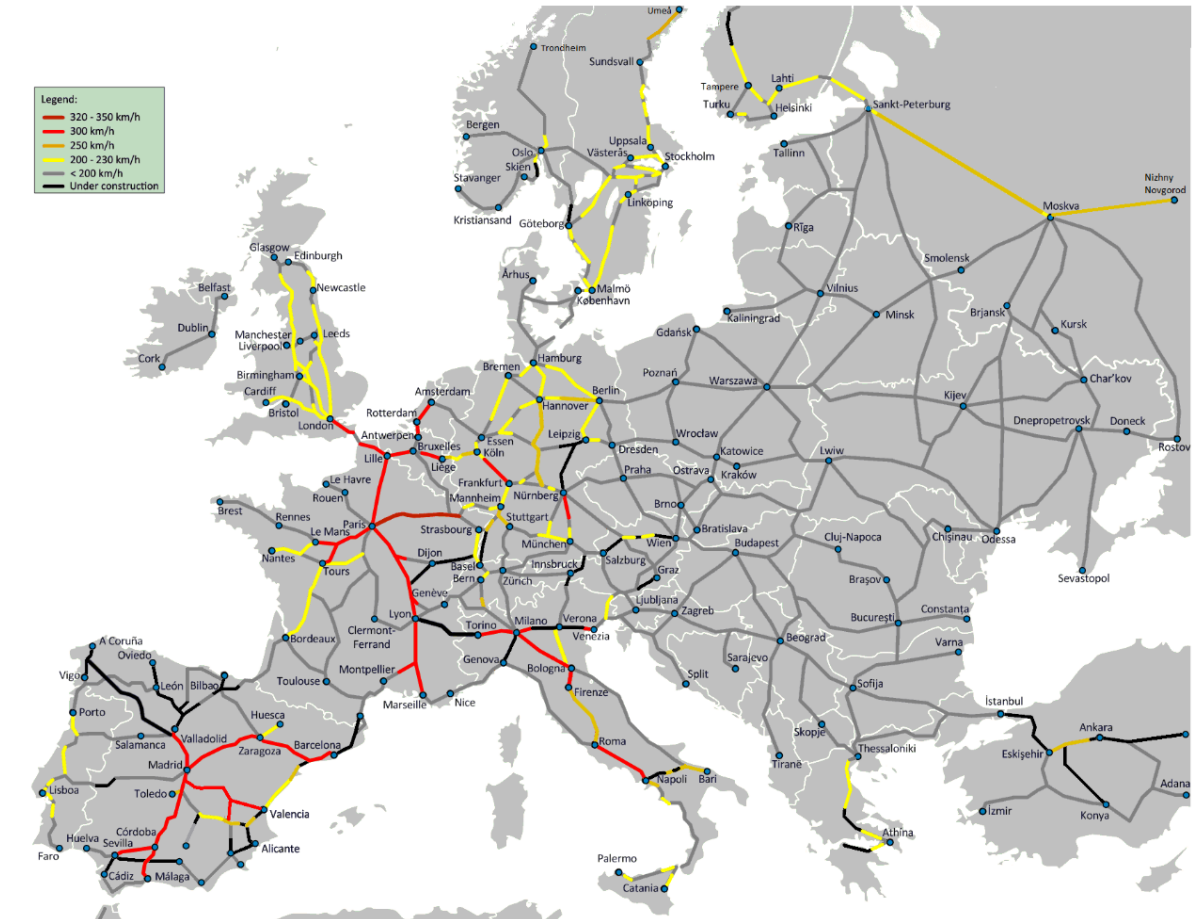 Legend:
320 - 350 km/h
300 km/h
250 km/h
200 - 230 km/h
< 200 km/h
Under construction
Umeå
Trondheim
Sundsvall
Tampere
Lahti
Turku
Helsinki
Sankt-Peterburg
Bergen
Oslo
Uppsala
Västerås
Stockholm
Tallinn
Skien
Stavanger
Kristiansand
Linköping
Göteborg
Nizhny
Novgorod
Moskva
Rīga
Glasgow
Edinburgh
Smolensk
Belfast
Newcastle
Århus
Malmö
København
Vilnius
Kaliningrad
Minsk
Brjansk
Kursk
Dublin
Manchester
Leeds
Liverpool
Gdańsk
Cork
Birmingham
Cardiff
Bristol
London
Hamburg
Bremen
Amsterdam
Rotterdam
Hannover
Berlin
Poznań
Warszawa
Char'kov
Kijev
Antwerpen
Bruxelles
Essen
Köln
Leipzig
Dresden
Wrocław
Dnepropetrovsk
Doneck
Rostov
Lille
Liège
Katowice
Kraków
Lwiw
Le Havre
Rouen
Frankfurt
Mannheim
Nürnberg
Praha
Ostrava
Brest
Rennes
Le Mans
Paris
Strasbourg
Stuttgart
Brno
Bratislava
Nantes
Tours
Dijon
Basel
Bern
München
Wien
Budapest
Cluj-Napoca
Chişinau
Odessa
Innsbruck
Salzburg
Zürich
Graz
Genève
Braşov
Sevastopol
Lyon
Clermont-
Ferrand
Torino
Milano
Verona
Venezia
Ljubljana
Zagreb
Bucureşti
Constanţa
Bordeaux
Beograd
Varna
A Coruña
Oviedo
Genova
Bologna
Sarajevo
Vigo
León
Bilbao
Toulouse
Montpellier
Marseille
Nice
Firenze
Split
Sofija
Porto
Huesca
Salamanca
Valladolid
Zaragoza
Barcelona
Roma
Skopje
İstanbul
Ankara
Eskişehir
Thessaloniki
Madrid
Tiranë
Lisboa
Toledo
Napoli
Bari
Adana
Valencia
İzmir
Konya
Huelva
Córdoba
Sevilla
Alicante
Athína
Faro
Cádiz
Málaga
Palermo
Catania